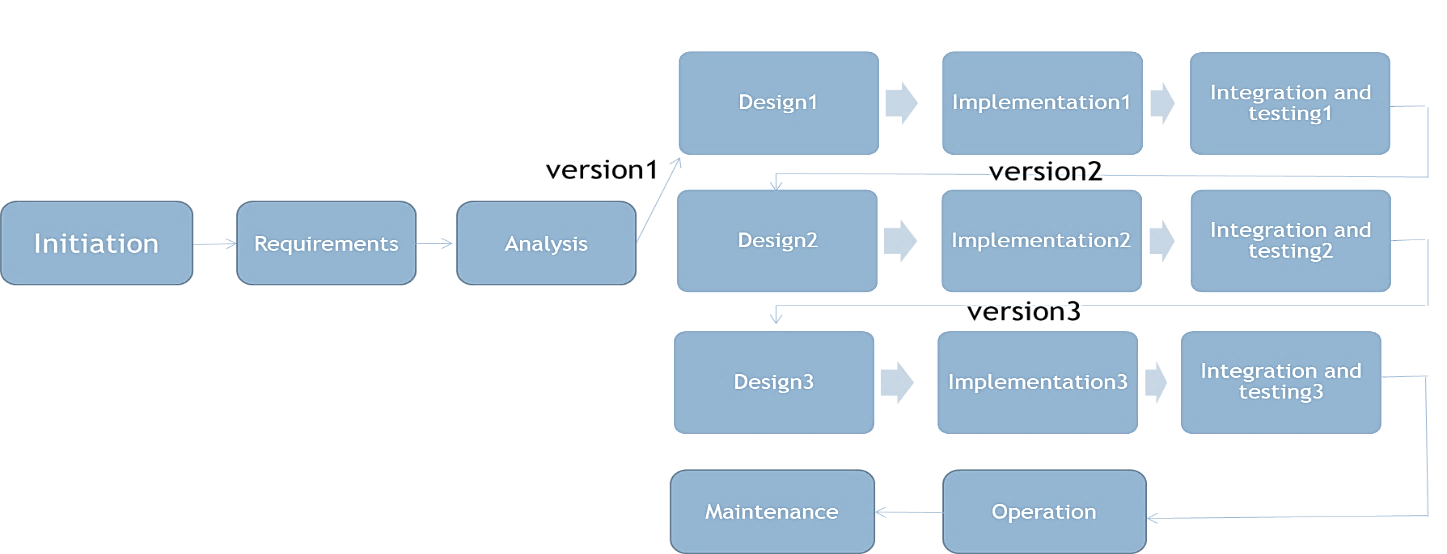 Design1
Implementation1
Integration and
testing1
version1
version2
Initiation
Requirements
Analysis
Design2
Implementation2
Integration and
testing2
version3
Design3
Implementation3
Integration and
testing3
Maintenance
Operation